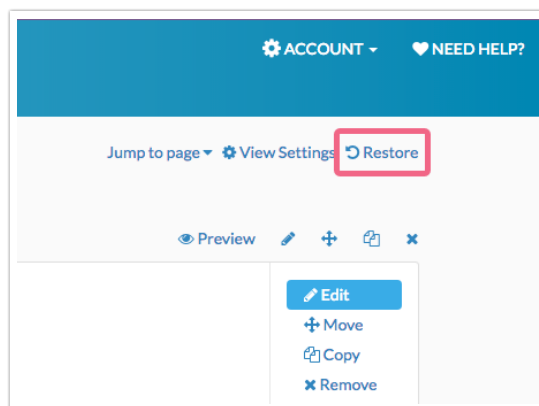 ACCOUNT NEED HELP?
Jump to page View Settings Restore
Preview
Edit
Move
Copy
Remove